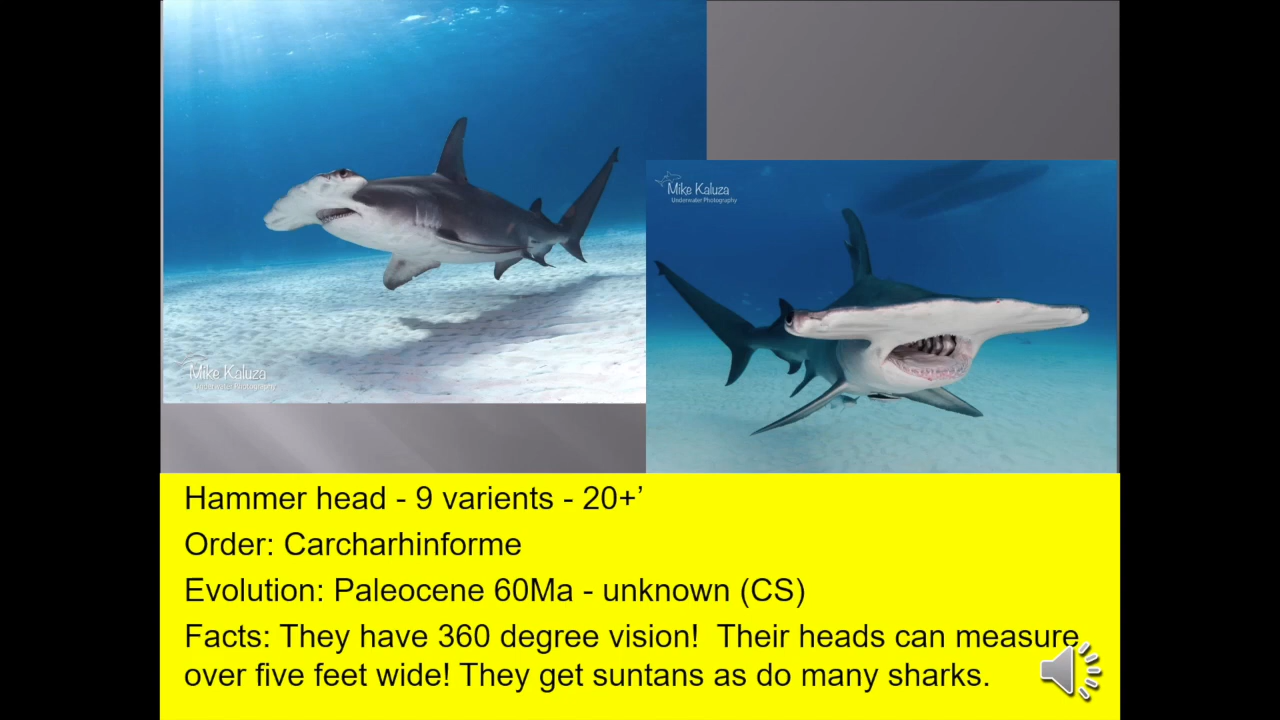 Mike Kaluza
Underwater Photography
Mike Kaluza
Underwater Photography
Hammer head - 9 varients - 20+’
Order: Carcharhinforme
Evolution: Paleocene 60Ma - unknown (CS)
Facts: They have 360 degree vision!  Their heads can measure
over five feet wide! They get suntans as do many sharks.